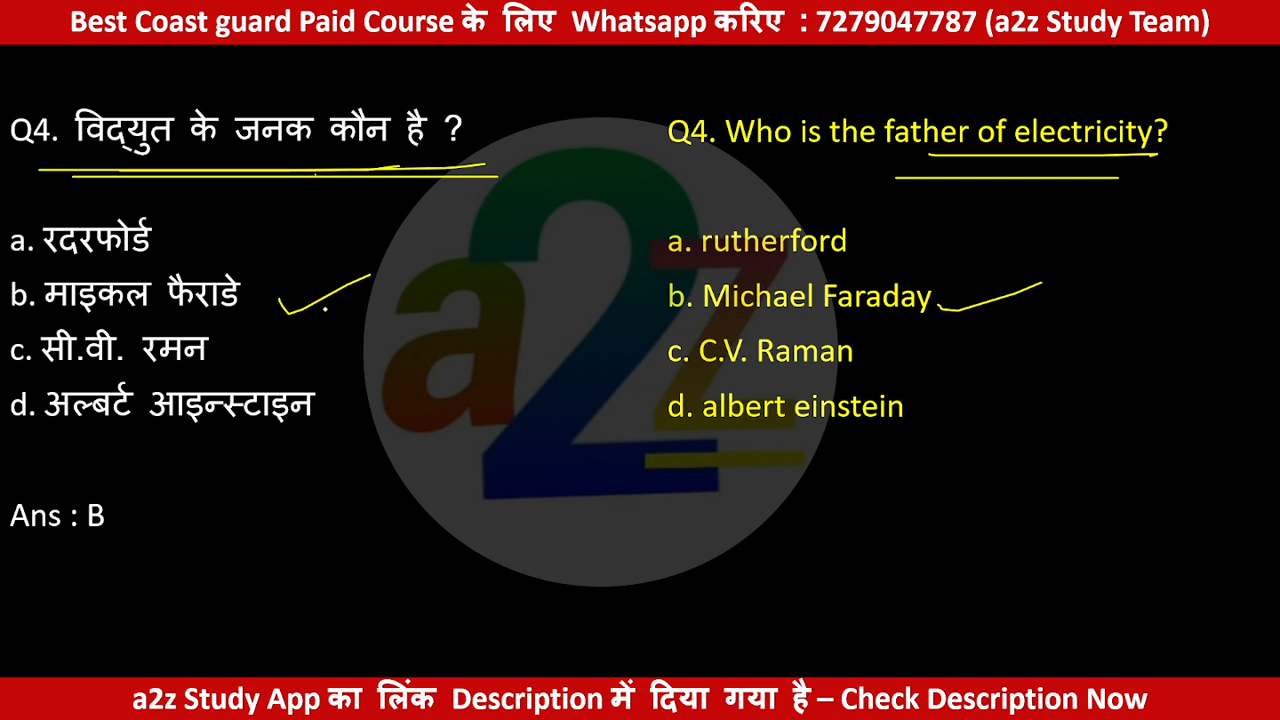 Best Coast guard Paid Course के लिए Whatsapp करिए : 7279047787 (a2z Study Team)
Q4. विद्युत के जनक कौन है ?
a. रदरफोर्ड
b. माइकल फैराडे
c. सी.वी. रमन
d. अल्बर्ट आइन्स्टाइन
Ans : B
Q4. Who is the father of electricity?
a. rutherford
b. Michael Faraday
c. C.V. Raman
d. albert einstein
a2z
a2z Study App का लिंक Description में दिया गया है – Check Description Now